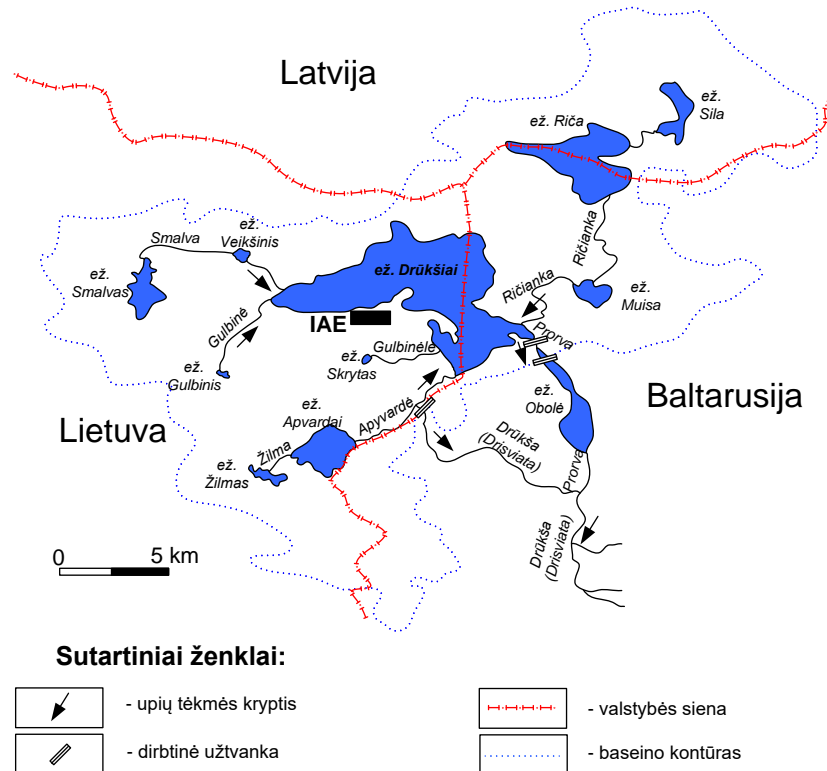 Latvija
ež.
Sila
ež. Riča
Ričianka
ež.
Veikšinis
Smalva
ež.
Smalvas
ež. Drūkšiai
Ričianka
ež.
Muisa
IAE
Gulbinė
Gulbinėlė
Prorva
ež.
Skrytas
ež.
Gulbinis
Baltarusija
ež.
Obolė
Lietuva
ež.
Apvardai
Apyvardė
Drūkša
(Drisviata)
Žilma
ež.
Žilmas
Prorva
0 5 km
Drūkša
(Drisviata)
Sutartiniai ženklai:
- upių tėkmės kryptis
- valstybės siena
- dirbtinė užtvanka
- baseino kontūras